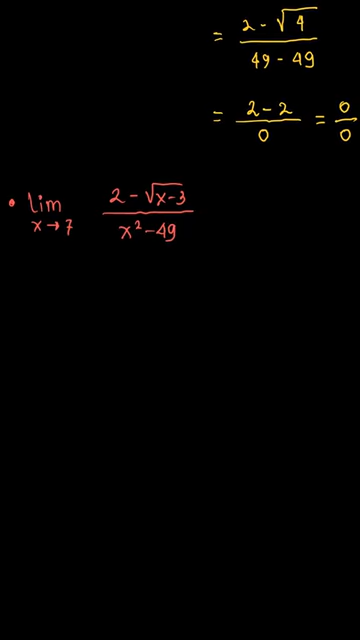 = (2 - √4)/(49 - 49)
= (2 - 2)/0 = 0/0
• lim x→7 (2 - √(x-3))/(x² - 49)